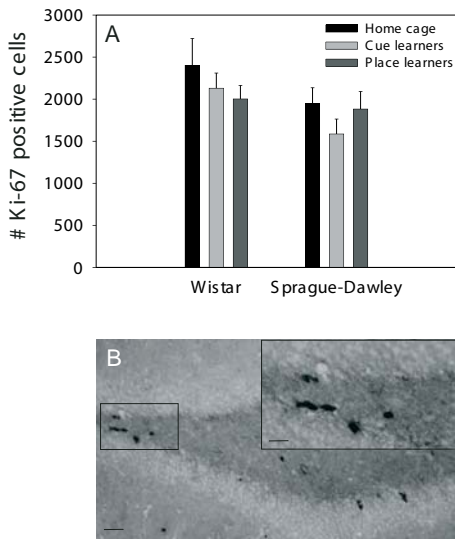 A
Home cage
Cue learners
Place learners
# Ki-67 positive cells
3000
2500
2000
1500
1000
500
0
Wistar
Sprague-Dawley
B